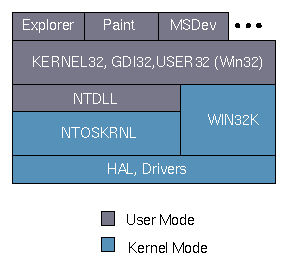 Explorer Paint MSDev •••
KERNEL32, GDI32,USER32 (Win32)
NTDLL
WIN32K
NTOSKRNL
HAL, Drivers
User Mode
Kernel Mode